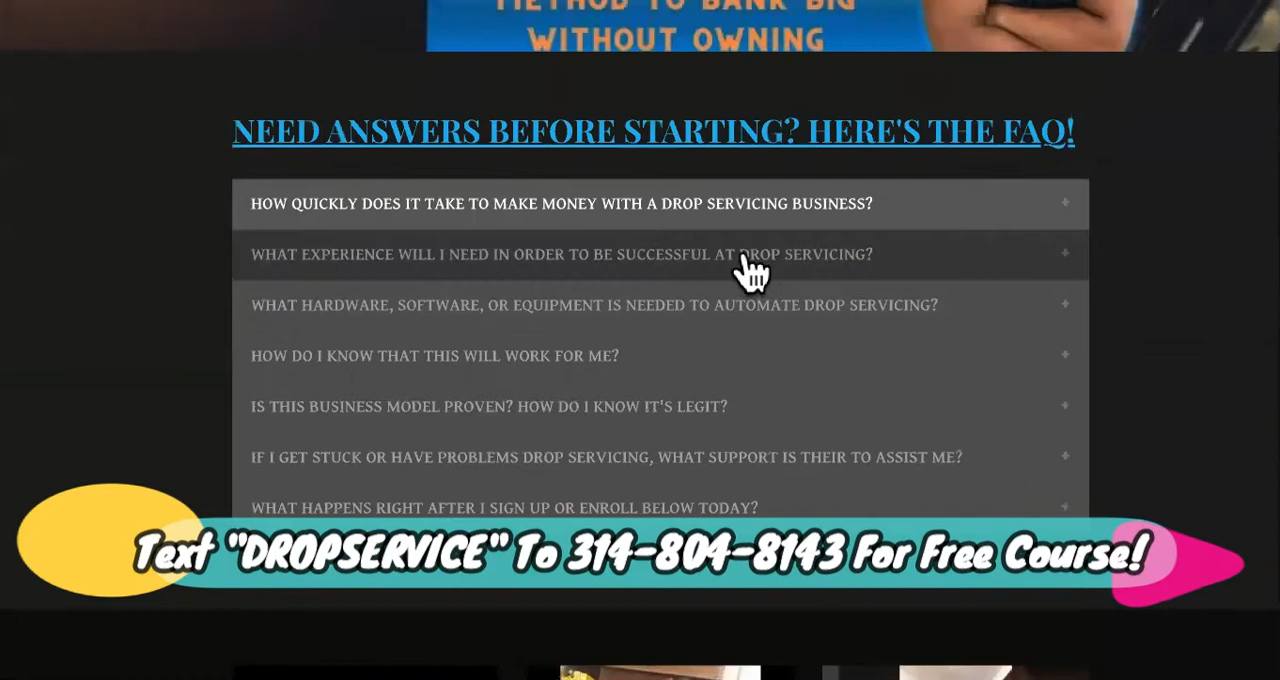 METHOD TO BANK BIG
WITHOUT OWNING
NEED ANSWERS BEFORE STARTING? HERE'S THE FAQ!
HOW QUICKLY DOES IT TAKE TO MAKE MONEY WITH A DROP SERVICING BUSINESS? +
WHAT EXPERIENCE WILL I NEED IN ORDER TO BE SUCCESSFUL AT DROP SERVICING? +
WHAT HARDWARE, SOFTWARE, OR EQUIPMENT IS NEEDED TO AUTOMATE DROP SERVICING? +
HOW DO I KNOW THAT THIS WILL WORK FOR ME? +
IS THIS BUSINESS MODEL PROVEN? HOW DO I KNOW IT'S LEGIT? +
IF I GET STUCK OR HAVE PROBLEMS DROP SERVICING, WHAT SUPPORT IS THEIR TO ASSIST ME? +
WHAT HAPPENS RIGHT AFTER I SIGN UP OR ENROLL BELOW TODAY? +
Text "DROPSERVICE" To 314-804-8143 For Free Course!